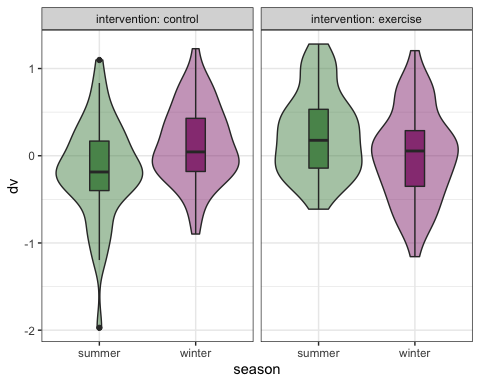 intervention: control
intervention: exercise
1
0
-1
-2
dv
summer
winter
summer
winter
season